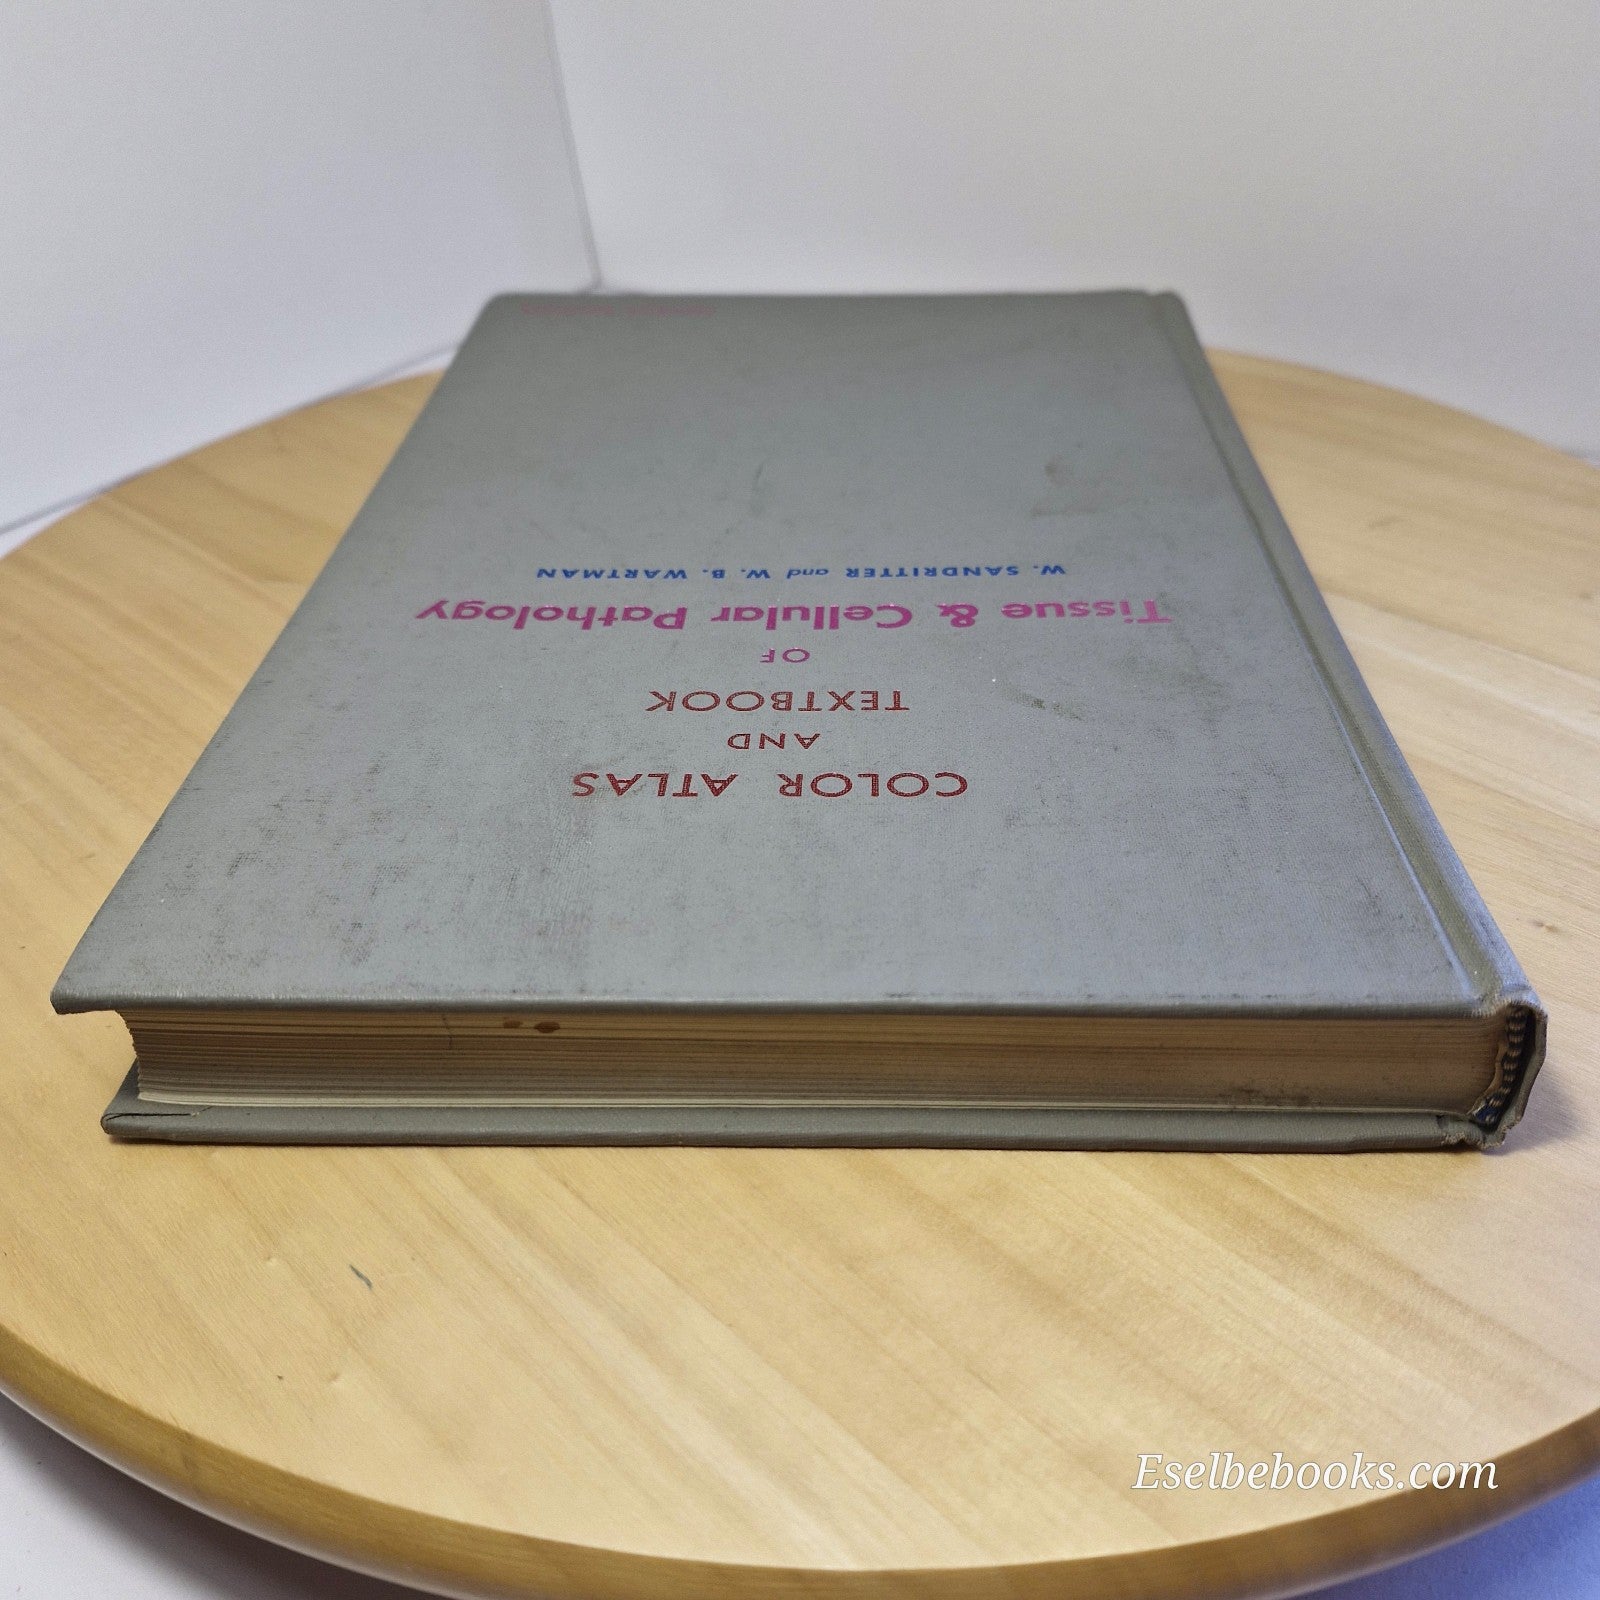 COLOR ATLAS
AND
TEXTBOOK
OF
Tissue & Cellular Pathology
W. SANDRITTER and W. B. WARTMAN
Eselbebooks.com